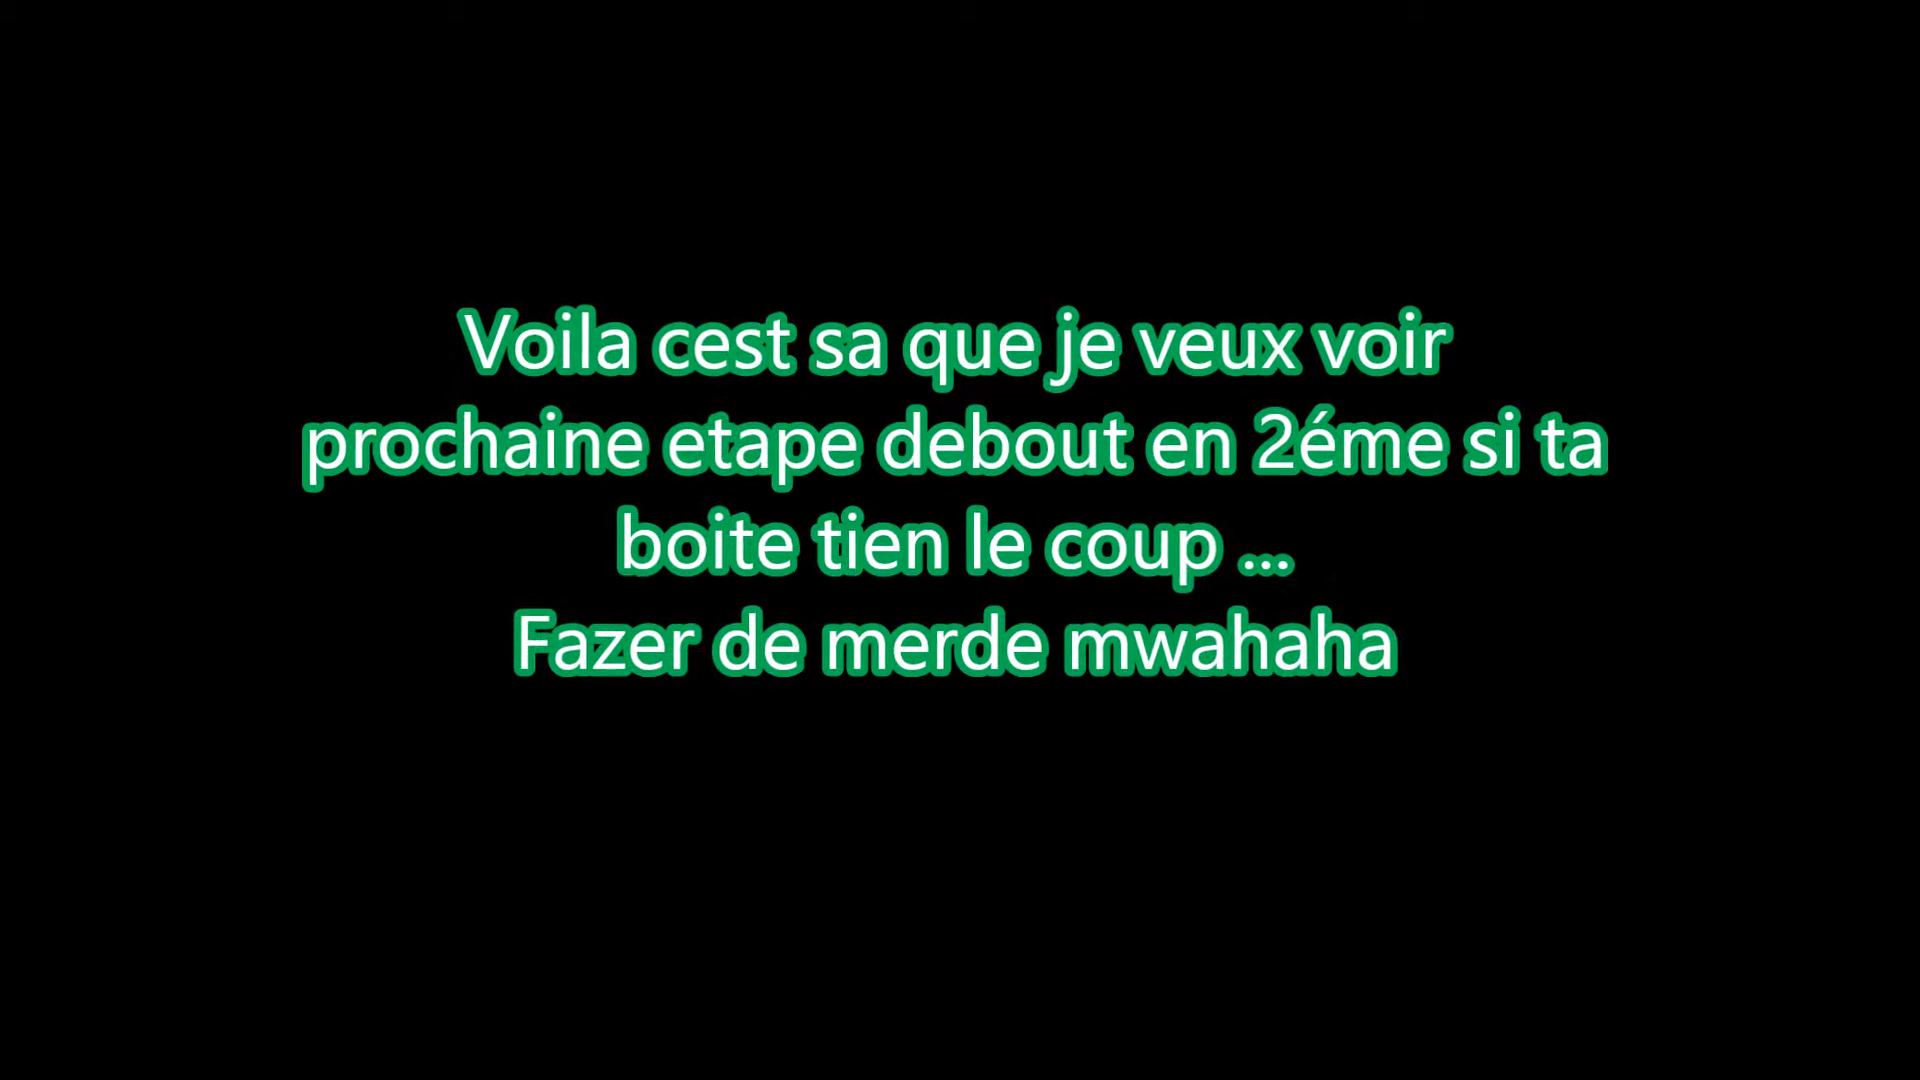 Voila cest sa que je veux voir
prochaine etape debout en 2éme si ta
boite tien le coup ...
Fazer de merde mwahaha